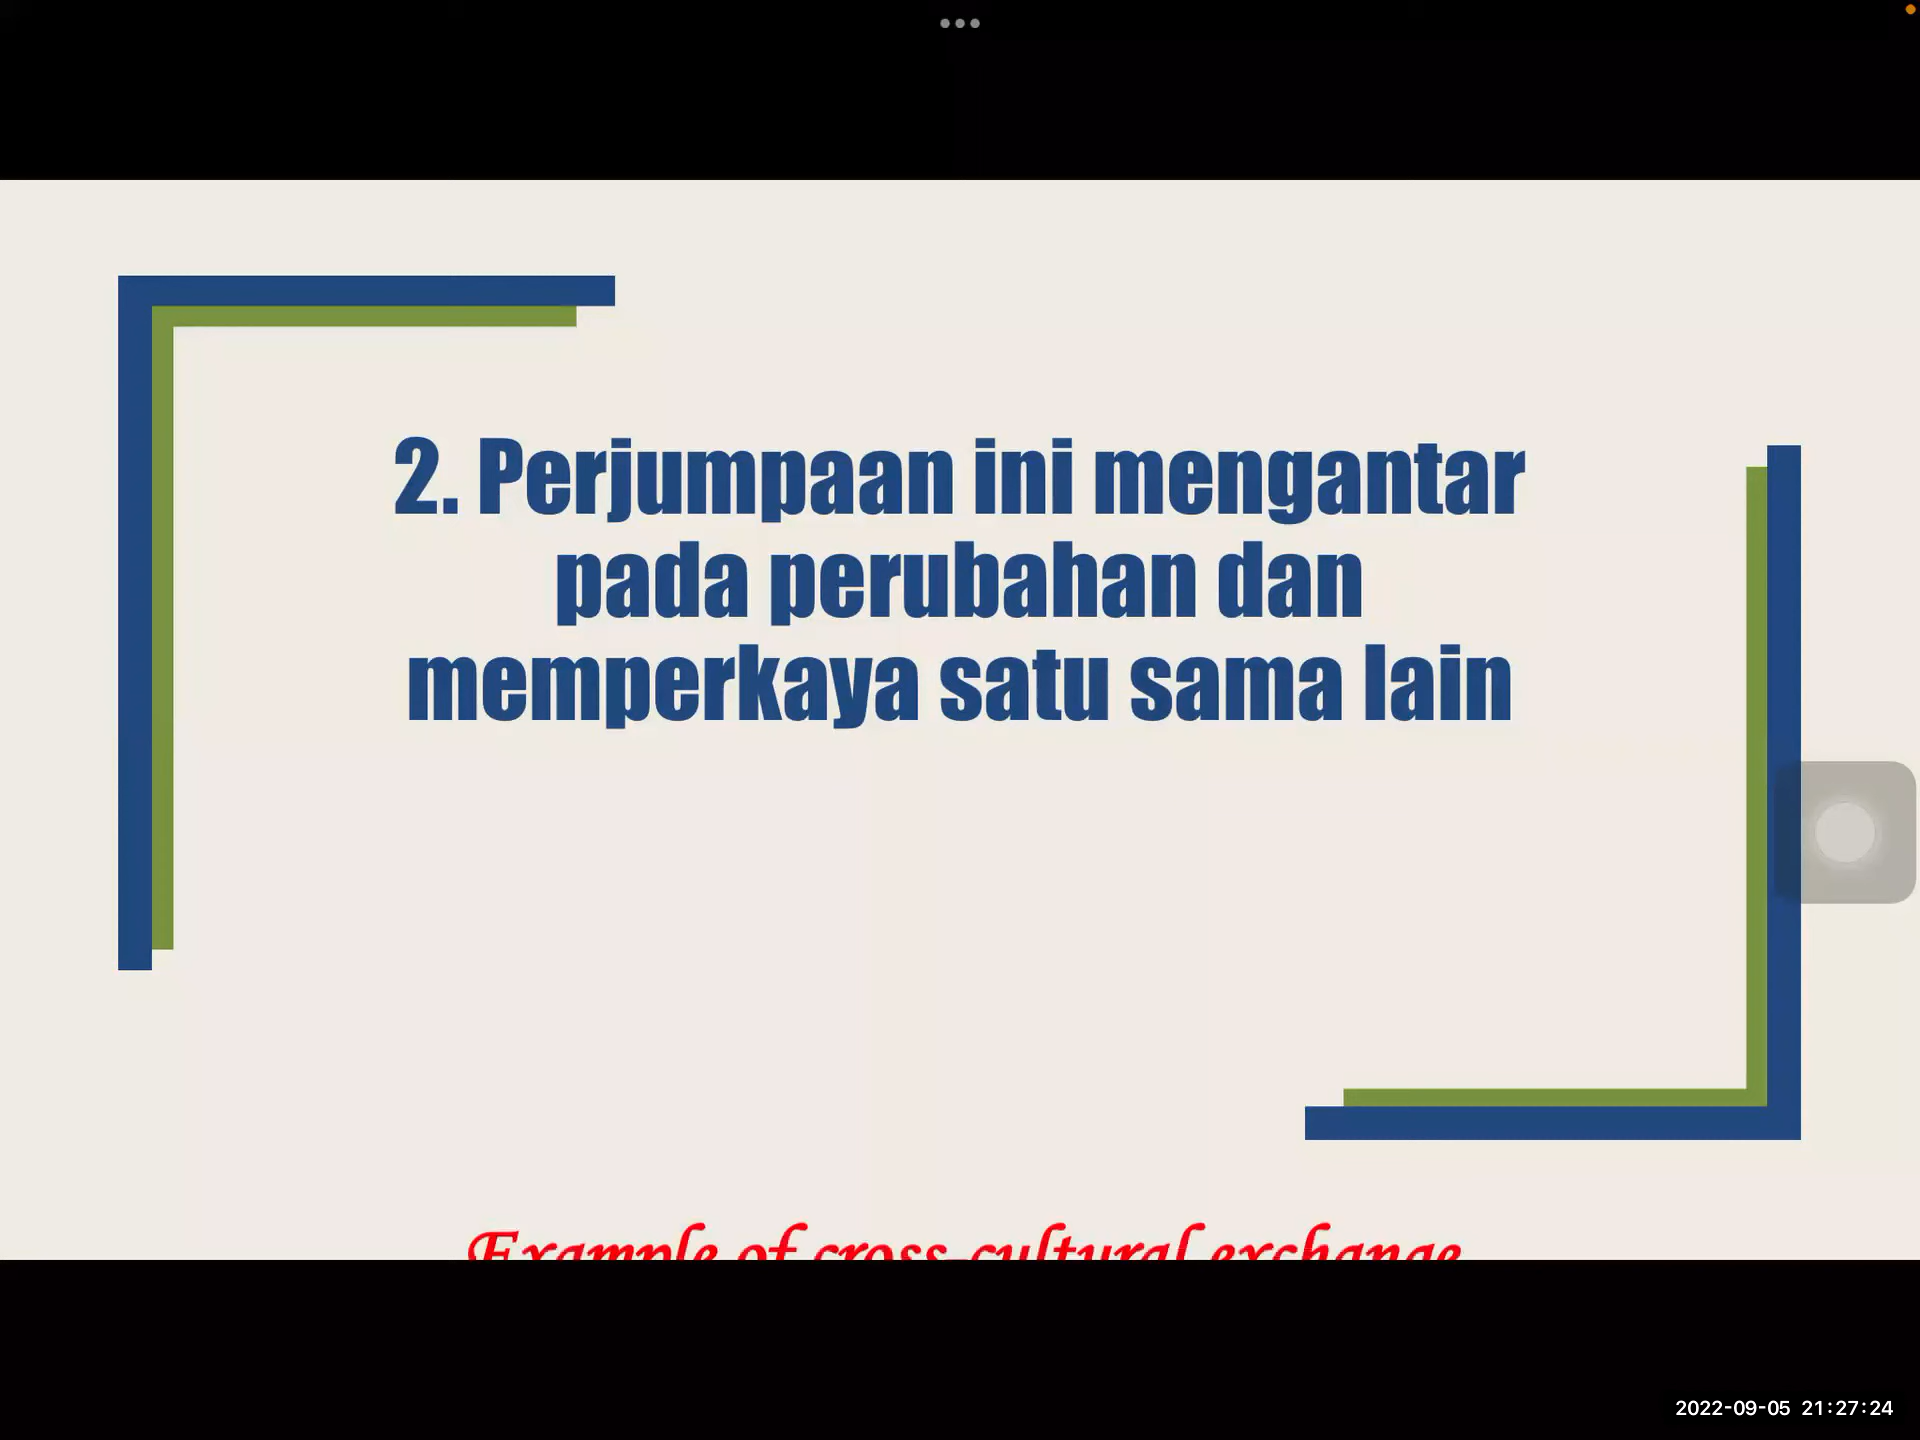 2. Perjumpaan ini mengantar
pada perubahan dan
memperkaya satu sama lain
Example of cross-cultural exchange
2022-09-05 21:27:24